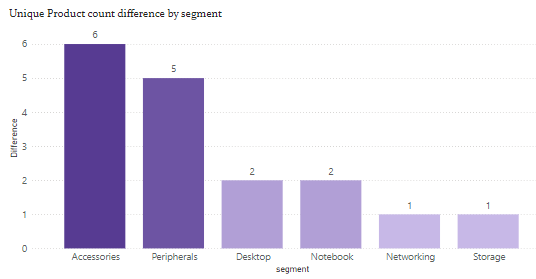 Unique Product count difference by segment
Difference
6
5
4
3
2
1
0
6
5
2
2
1
1
Accessories
Peripherals
Desktop
Notebook
Networking
Storage
segment